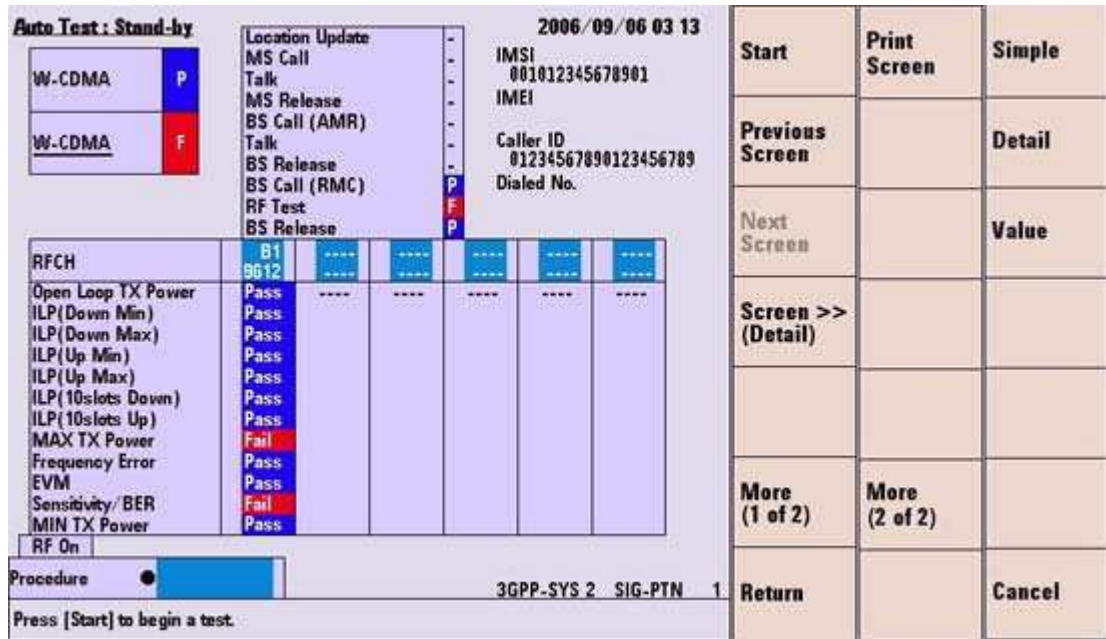 Auto Test : Stand-by
2006/09/06 03 13
W-CDMA P
W-CDMA F
Location Update -
MS Call -
Talk -
MS Release -
BS Call (AMR) -
Talk -
BS Release -
BS Call (RMC) P
RF Test F
BS Release P
IMSI
001012345678901
IMEI
Caller ID
01234567890123456789
Dialed No.
RFCH B1 ---- ---- ---- ---- ----
9612 ---- ---- ---- ---- ----
Open Loop TX Power Pass ---- ---- ---- ---- ----
ILP(Down Min) Pass
ILP(Down Max) Pass
ILP(Up Min) Pass
ILP(Up Max) Pass
ILP(10slots Down) Pass
ILP(10slots Up) Pass
MAX TX Power Fail
Frequency Error Pass
EVM Pass
Sensitivity/BER Fail
MIN TX Power Pass
RF On
Procedure
3GPP-SYS 2 SIG-PTN 1
Press [Start] to begin a test.
Start
Previous
Screen
Next
Screen
Screen >>
(Detail)
More
(1 of 2)
Return
Print
Screen
More
(2 of 2)
Simple
Detail
Value
Cancel